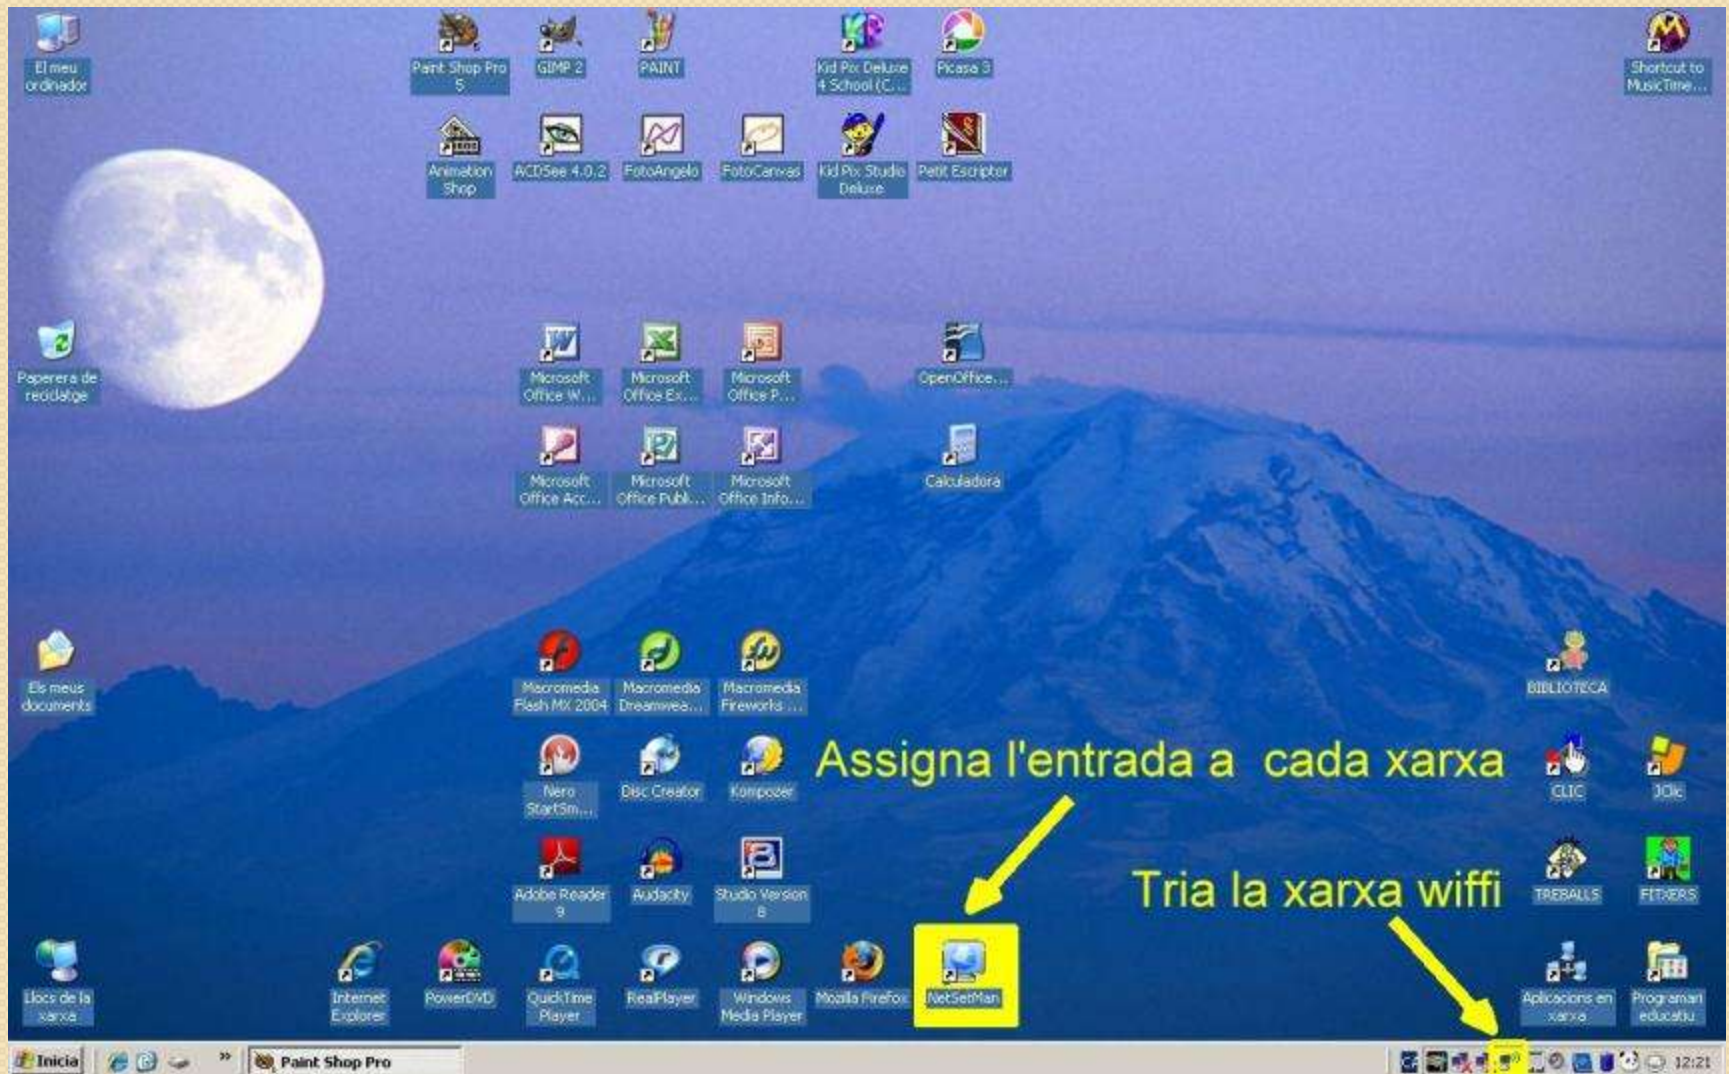 El meu
ordinador
Paint Shop Pro
5
GIMP 2
PAINT
Kid Pix Deluxe
4 School (C...
Picasa 3
Shortcut to
MusicTime...
Animation
Shop
ACDSee 4.0.2
FotoAngelo
FotoCanvas
Kid Pix Studio
Deluxe
Petit Escriptor
Paperera de
reciclatge
Microsoft
Office W...
Microsoft
Office Ex...
Microsoft
Office P...
OpenOffice...
Microsoft
Office Acc...
Microsoft
Office Publ...
Microsoft
Office Info...
Calculadora
Els meus
documents
Macromedia
Flash MX 2004
Macromedia
Dreamwea...
Macromedia
Fireworks ...
BIBLIOTECA
Assigna l'entrada a cada xarxa
Nero
StartSm...
Disc Creator
Kompozer
CLIC
JClic
Tria la xarxa wiffi
Adobe Reader
9
Audacity
Studio Version
8
TREBALLS
FITXERS
Llocs de la
xarxa
Internet
Explorer
PowerDVD
QuickTime
Player
RealPlayer
Windows
Media Player
Mozilla Firefox
NetSetMan
Aplicacions en
xarxa
Programari
educatiu
Inicia
Paint Shop Pro
12:21